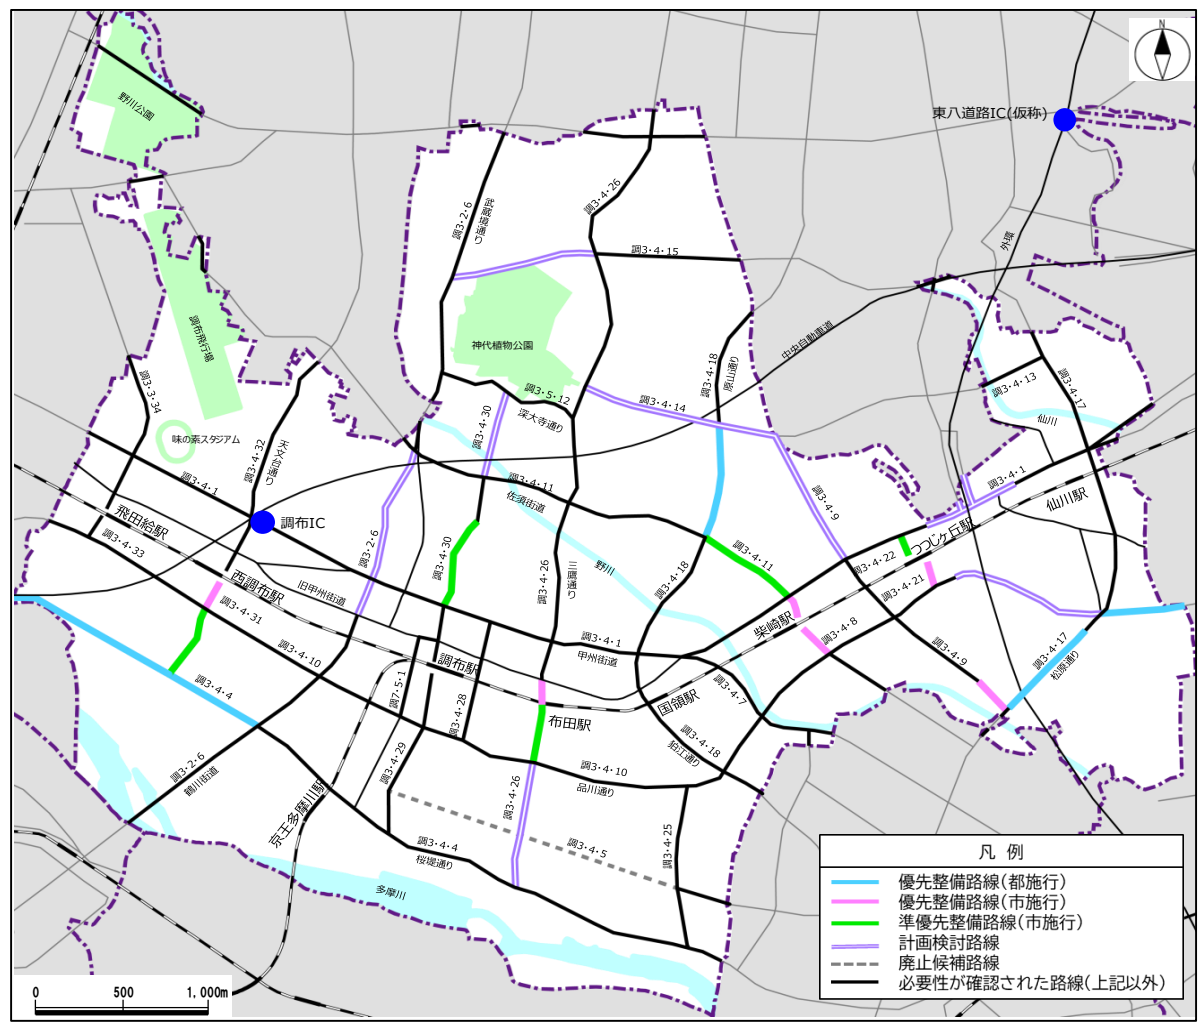 N
東八道路IC(仮称)
野川公園
調3・2・6
武蔵境通り
調3・4・26
調3・4・15
外環
調布飛行場
神代植物公園
中央自動車道
調3・4・18
原山通り
調3・3・34
調3・5・12
深大寺通り
調3・4・14
調3・4・13
調3・4・17
仙川
味の素スタジアム
調3・4・32
天文台通り
調3・4・30
調3・4・1
調3・4・11
佐須街道
調3・4・9
調3・4・1
仙川駅
飛田給駅
調布IC
調3・4・33
調3・2・6
調3・4・30
調3・4・26
三鷹通り
野川
調3・4・18
調3・4・11
調3・4・22
つつじヶ丘駅
調3・4・21
西調布駅
旧甲州街道
調3・4・31
調3・4・10
調3・4・1
甲州街道
柴崎駅
調3・4・8
調3・4・9
調3・4・17
松原通り
調布駅
調3・4・4
調7・5・1
調3・4・28
布田駅
国領駅
調3・4・7
調3・4・18
狛江通り
調3・2・6
鶴川街道
京王多摩川駅
調3・4・29
調3・4・10
品川通り
調3・4・26
調3・4・5
調3・4・25
調3・4・4
桜堤通り
多摩川
凡 例
優先整備路線(都施行)
優先整備路線(市施行)
準優先整備路線(市施行)
計画検討路線
廃止候補路線
必要性が確認された路線(上記以外)
0 500 1,000m